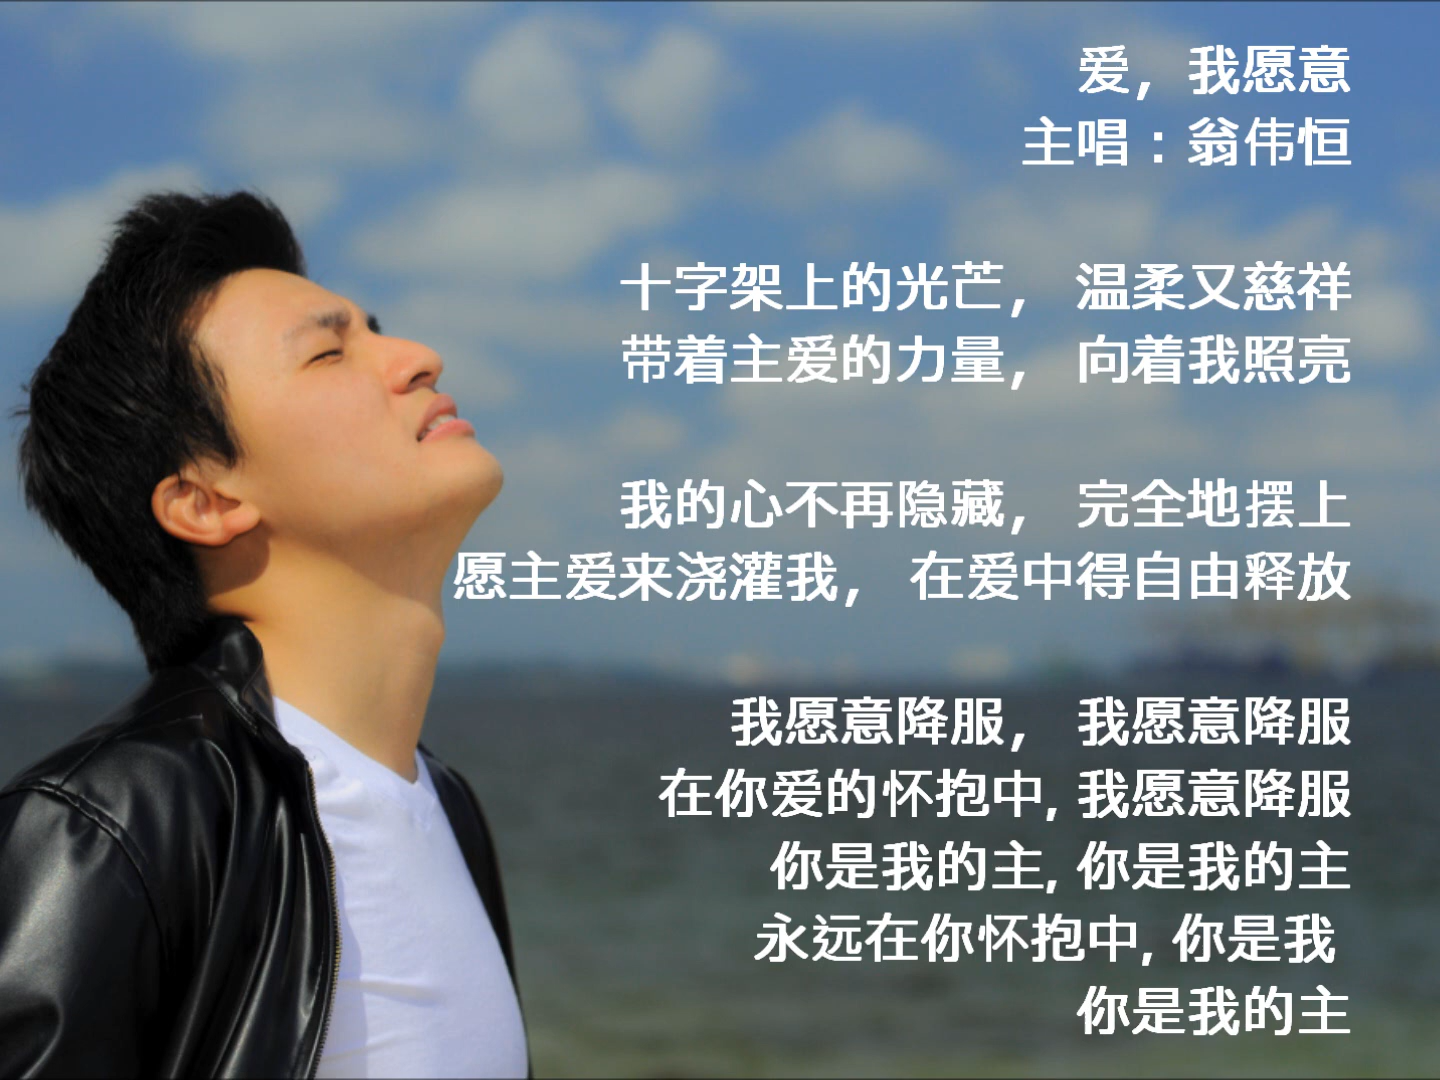 爱，我愿意
主唱：翁伟恒
十字架上的光芒， 温柔又慈祥
带着主爱的力量， 向着我照亮
我的心不再隐藏， 完全地摆上
愿主爱来浇灌我， 在爱中得自由释放
我愿意降服， 我愿意降服
在你爱的怀抱中, 我愿意降服
你是我的主, 你是我的主
永远在你怀抱中, 你是我
你是我的主